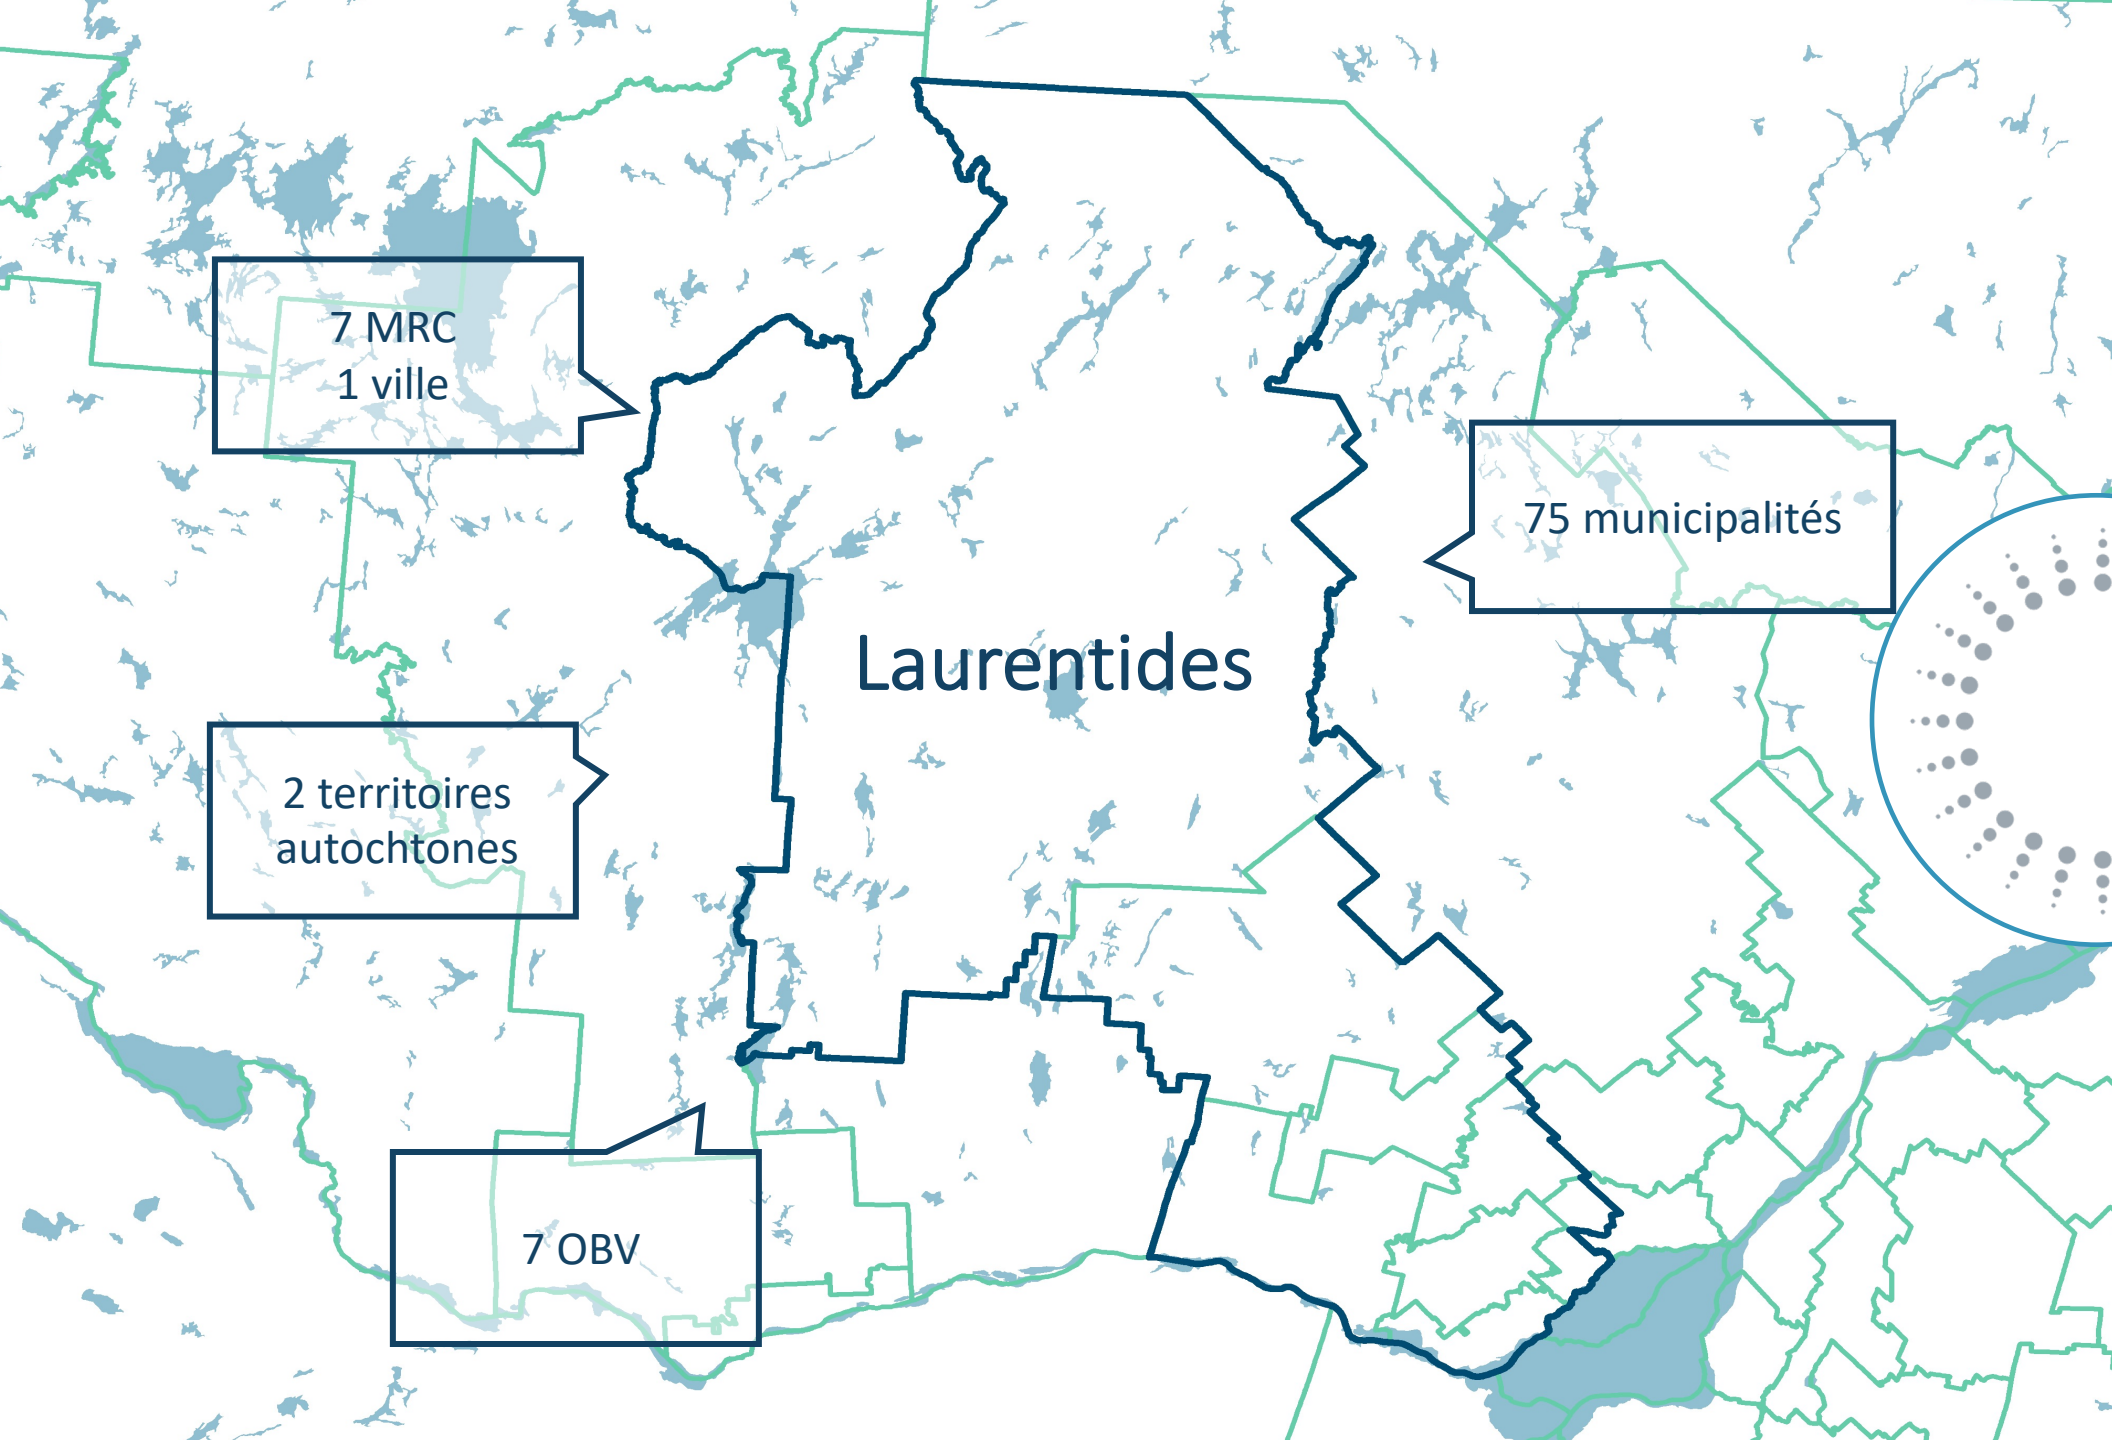 7 MRC
1 ville
75 municipalités
Laurentides
2 territoires
autochtones
7 OBV